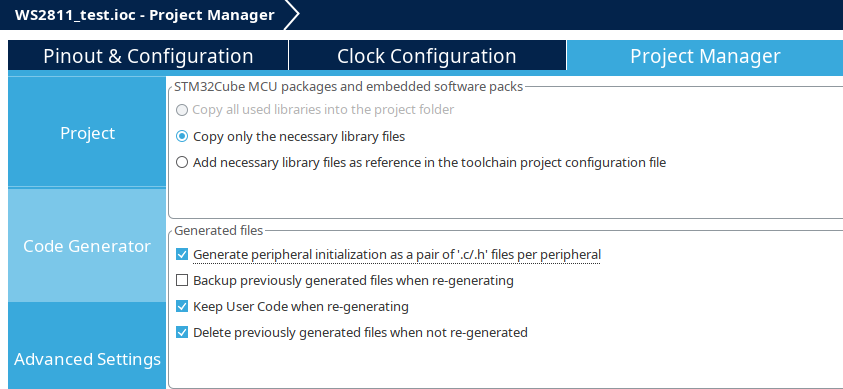 WS2811_test.ioc - Project Manager
Pinout & Configuration
Clock Configuration
Project Manager
Project
Code Generator
Advanced Settings
STM32Cube MCU packages and embedded software packs
Copy all used libraries into the project folder
Copy only the necessary library files
Add necessary library files as reference in the toolchain project configuration file
Generated files
Generate peripheral initialization as a pair of '.c/.h' files per peripheral
Backup previously generated files when re-generating
Keep User Code when re-generating
Delete previously generated files when not re-generated